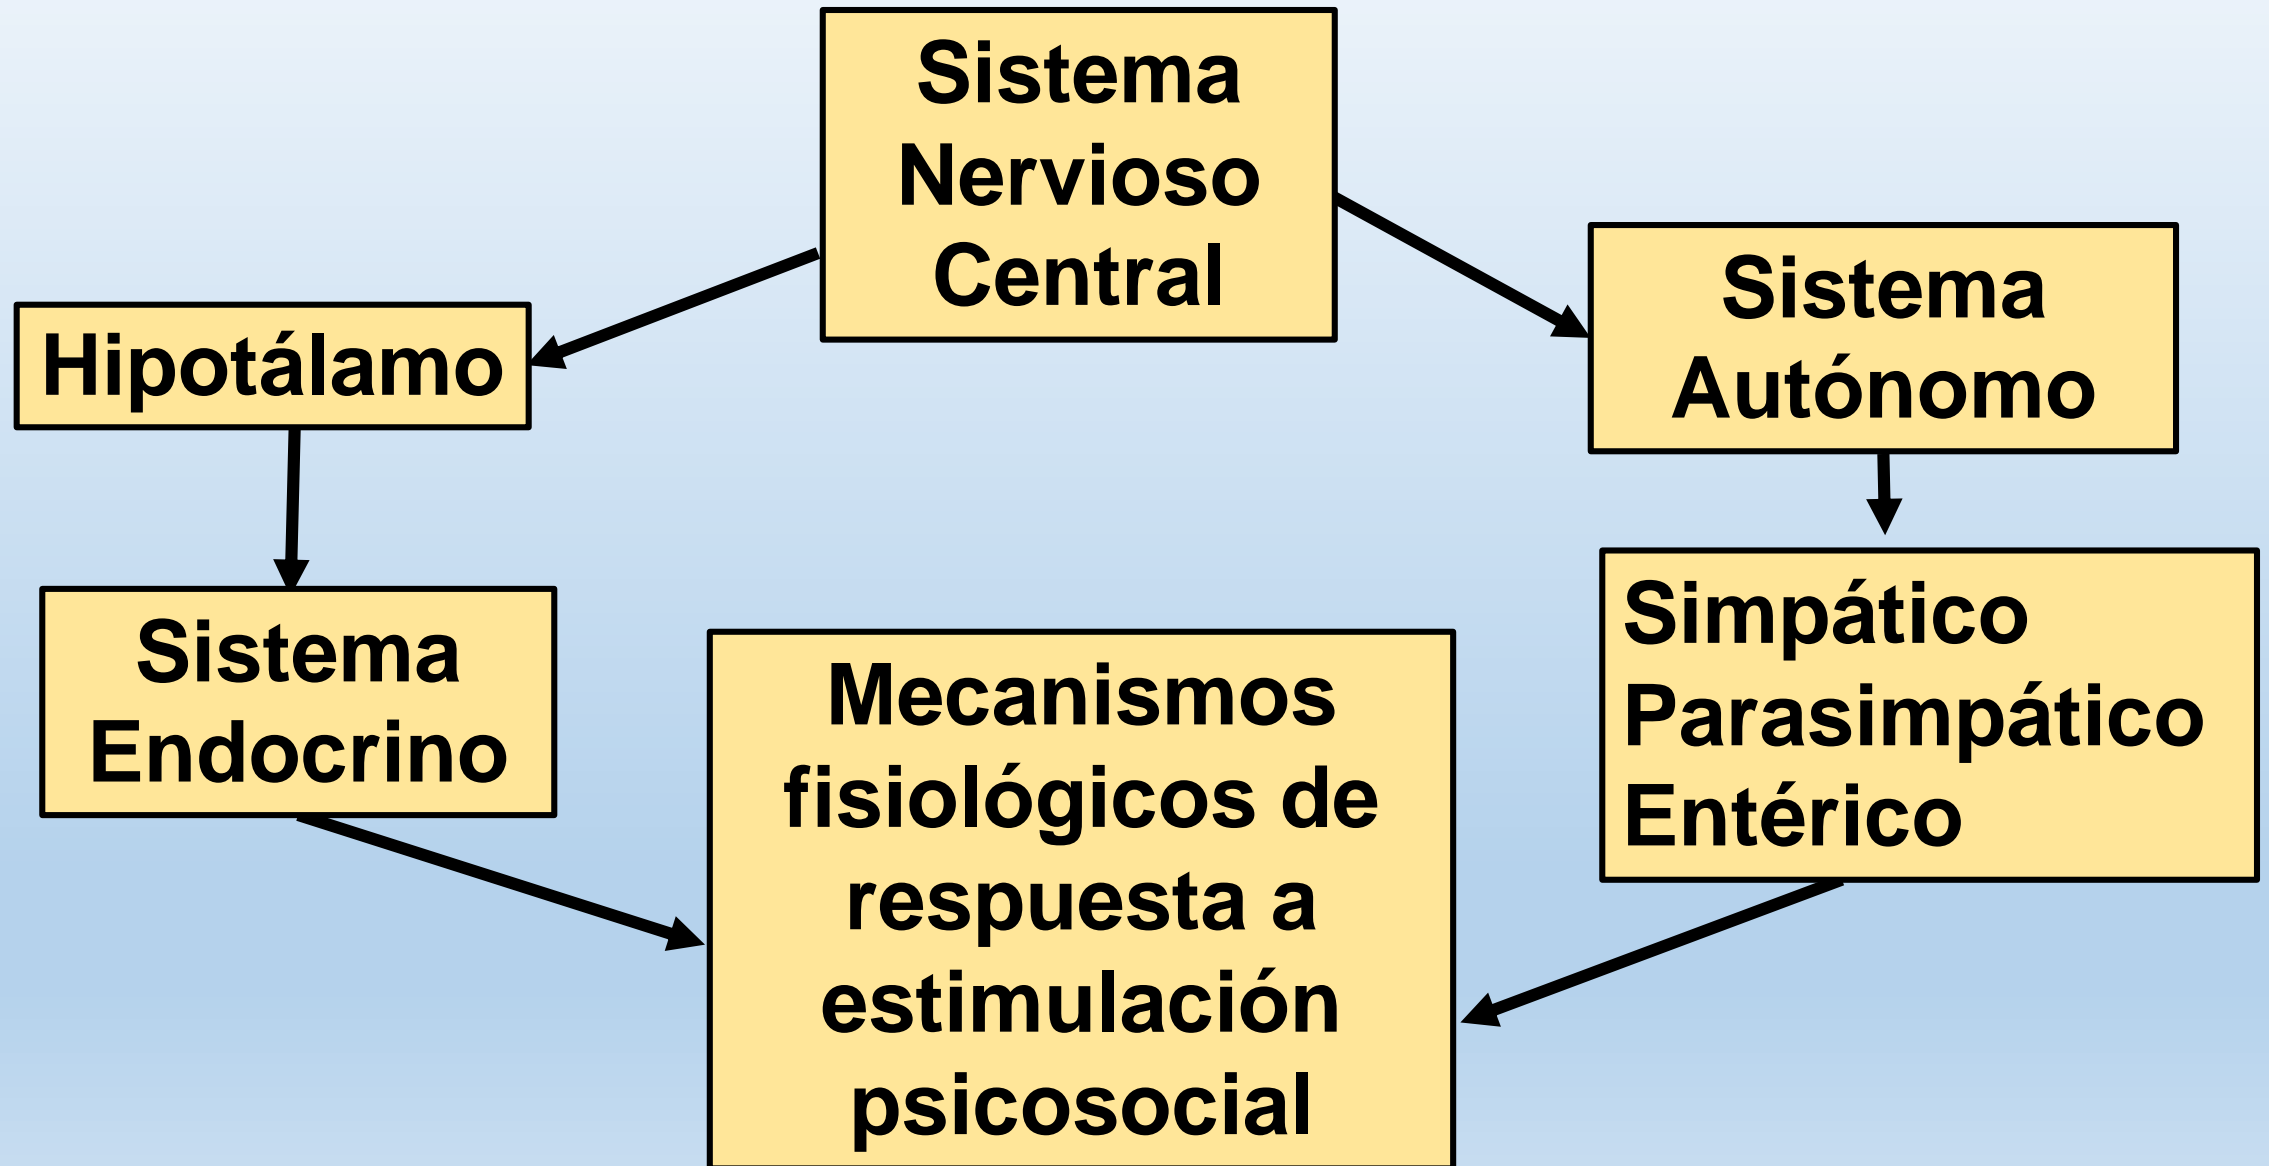 Sistema
Nervioso
Central
Hipotálamo
Sistema
Autónomo
Sistema
Endocrino
Simpático
Parasimpático
Entérico
Mecanismos
fisiológicos de
respuesta a
estimulación
psicosocial